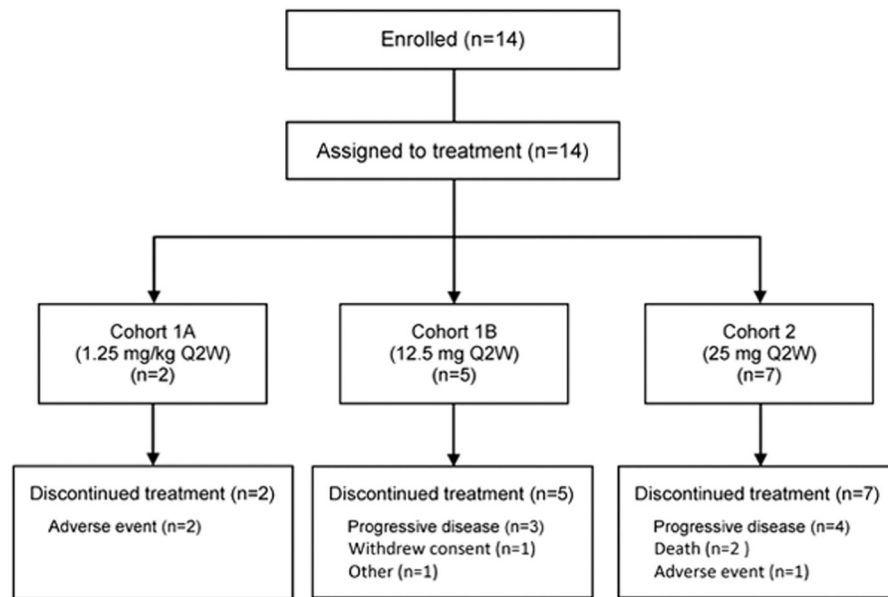 Enrolled (n=14)
Assigned to treatment (n=14)
Cohort 1A
(1.25 mg/kg Q2W)
(n=2)
Cohort 1B
(12.5 mg Q2W)
(n=5)
Cohort 2
(25 mg Q2W)
(n=7)
Discontinued treatment (n=2)
Adverse event (n=2)
Discontinued treatment (n=5)
Progressive disease (n=3)
Withdrew consent (n=1)
Other (n=1)
Discontinued treatment (n=7)
Progressive disease (n=4)
Death (n=2 )
Adverse event (n=1)